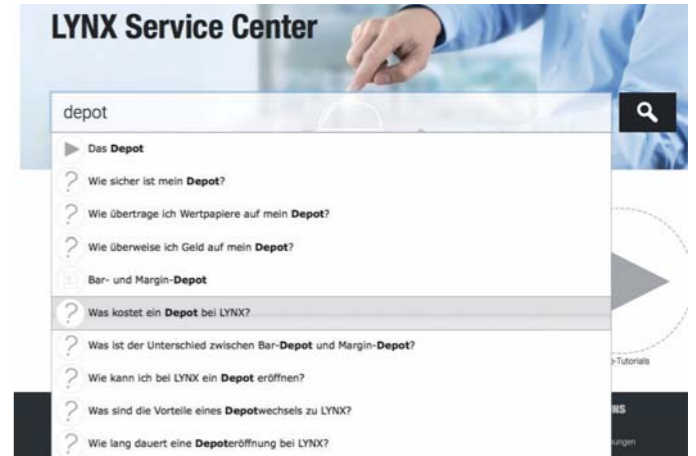 LYNX Service Center
depot
Das Depot
Wie sicher ist mein Depot?
Wie übertrage ich Wertpapiere auf mein Depot?
Wie überweise ich Geld auf mein Depot?
Bar- und Margin-Depot
Was kostet ein Depot bei LYNX?
Was ist der Unterschied zwischen Bar-Depot und Margin-Depot?
Wie kann ich bei LYNX ein Depot eröffnen?
Was sind die Vorteile eines Depotwechsels zu LYNX?
Wie lang dauert eine Depoteröffnung bei LYNX?
-Tutorials